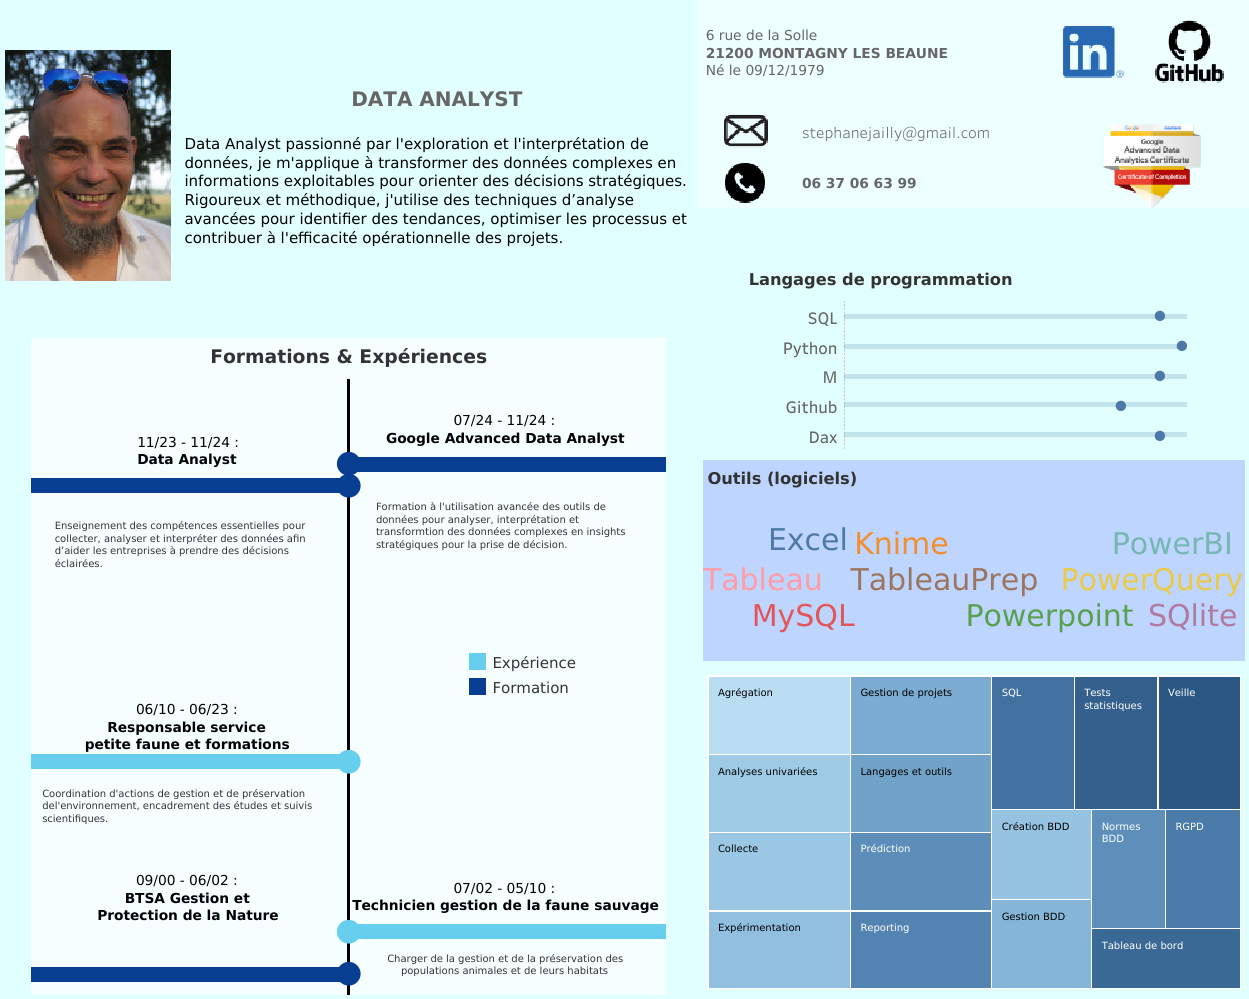 DATA ANALYST
Data Analyst passionné par l'exploration et l'interprétation de
données, je m'applique à transformer des données complexes en
informations exploitables pour orienter des décisions stratégiques.
Rigoureux et méthodique, j'utilise des techniques d’analyse
avancées pour identifier des tendances, optimiser les processus et
contribuer à l'efficacité opérationnelle des projets.
6 rue de la Solle
21200 MONTAGNY LES BEAUNE
Né le 09/12/1979
in
GitHub
stephanejailly@gmail.com
06 37 06 63 99
Google
Advanced Data
Analytics Certificate
Certificate of Completion
Formations & Expériences
07/24 - 11/24 :
Google Advanced Data Analyst
11/23 - 11/24 :
Data Analyst
Formation à l'utilisation avancée des outils de
données pour analyser, interprétation et
transformtion des données complexes en insights
stratégiques pour la prise de décision.
Enseignement des compétences essentielles pour
collecter, analyser et interpréter des données afin
d’aider les entreprises à prendre des décisions
éclairées.
Expérience
Formation
06/10 - 06/23 :
Responsable service
petite faune et formations
Coordination d'actions de gestion et de préservation
del'environnement, encadrement des études et suivis
scientifiques.
09/00 - 06/02 :
BTSA Gestion et
Protection de la Nature
07/02 - 05/10 :
Technicien gestion de la faune sauvage
Charger de la gestion et de la préservation des
populations animales et de leurs habitats
Langages de programmation
SQL
Python
M
Github
Dax
Outils (logiciels)
Excel Knime PowerBI
Tableau TableauPrep PowerQuery
MySQL Powerpoint SQlite
Agrégation
Gestion de projets
SQL
Tests
statistiques
Veille
Analyses univariées
Langages et outils
Collecte
Prédiction
Création BDD
Normes
BDD
RGPD
Expérimentation
Reporting
Gestion BDD
Tableau de bord